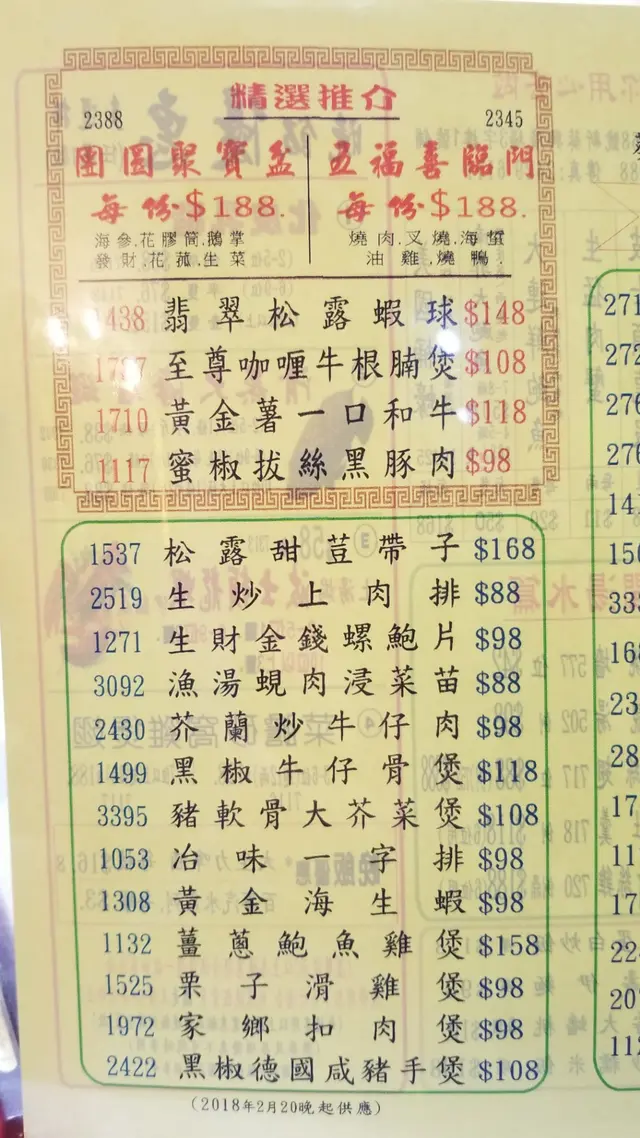 精選推介
2388 2345
團圓聚寶盆 五福喜臨門
每份$188. 每份$188.
海參.花膠筒.鵝掌 燒肉.叉燒.海蜇
發財.花菰.生菜 油雞.燒鴨.
1438 翡翠松露蝦球 $148
至尊咖喱牛根腩煲 $108
1710 黃金薯一口和牛 $118
1117 蜜椒拔絲黑豚肉 $98
1537 松露甜荳帶子 $168
2519 生炒上肉排 $88
1271 生財金錢螺鮑片 $98
3092 漁湯蜆肉浸菜苗 $88
2430 芥蘭炒牛仔肉 $98
1499 黑椒牛仔骨煲 $118
3395 豬軟骨大芥菜煲 $108
1053 冶味一字排 $98
1308 黃金海生蝦 $98
1132 薑蔥鮑魚雞煲 $158
1525 栗子滑雞煲 $98
1972 家鄉扣肉煲 $98
2422 黑椒德國咸豬手煲 $108
(2018年2月20晚起供應)